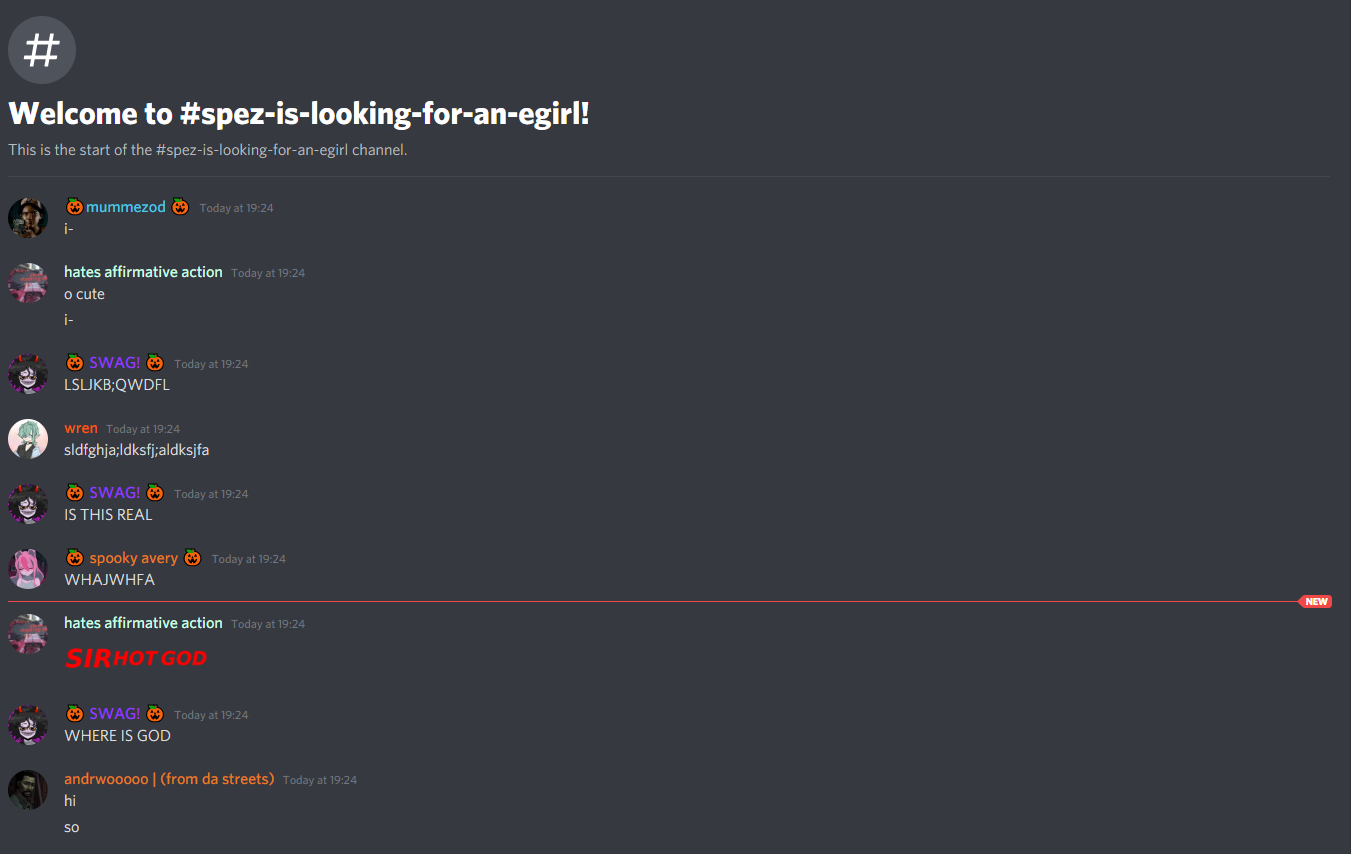 #
Welcome to #spez-is-looking-for-an-egirl!
This is the start of the #spez-is-looking-for-an-egirl channel.
🎃mummezod 🎃 Today at 19:24
i-
hates affirmative action Today at 19:24
o cute
i-
🎃 SWAG! 🎃 Today at 19:24
LSLJKB;QWDFL
wren Today at 19:24
sldfghja;ldksfj;aldksjfa
🎃 SWAG! 🎃 Today at 19:24
IS THIS REAL
🎃 spooky avery 🎃 Today at 19:24
WHAJWHFA
NEW
hates affirmative action Today at 19:24
SIR HOT GOD
🎃 SWAG! 🎃 Today at 19:24
WHERE IS GOD
andrwooooo | (from da streets) Today at 19:24
hi
so